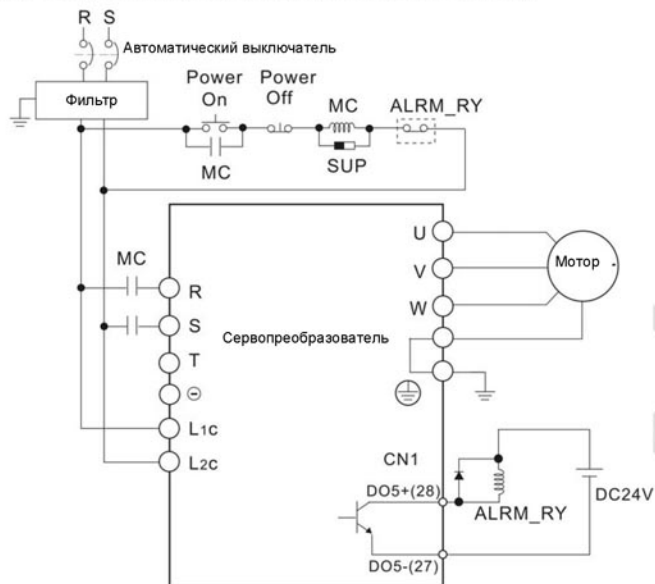 R S
Автоматический выключатель
Фильтр
Power On
Power Off
MC
ALRM_RY
MC
SUP
MC
R
S
T
⊖
L1C
L2C
Сервопреобразователь
U
V
W
Мотор
CN1
DO5+(28)
DO5-(27)
ALRM_RY
DC24V